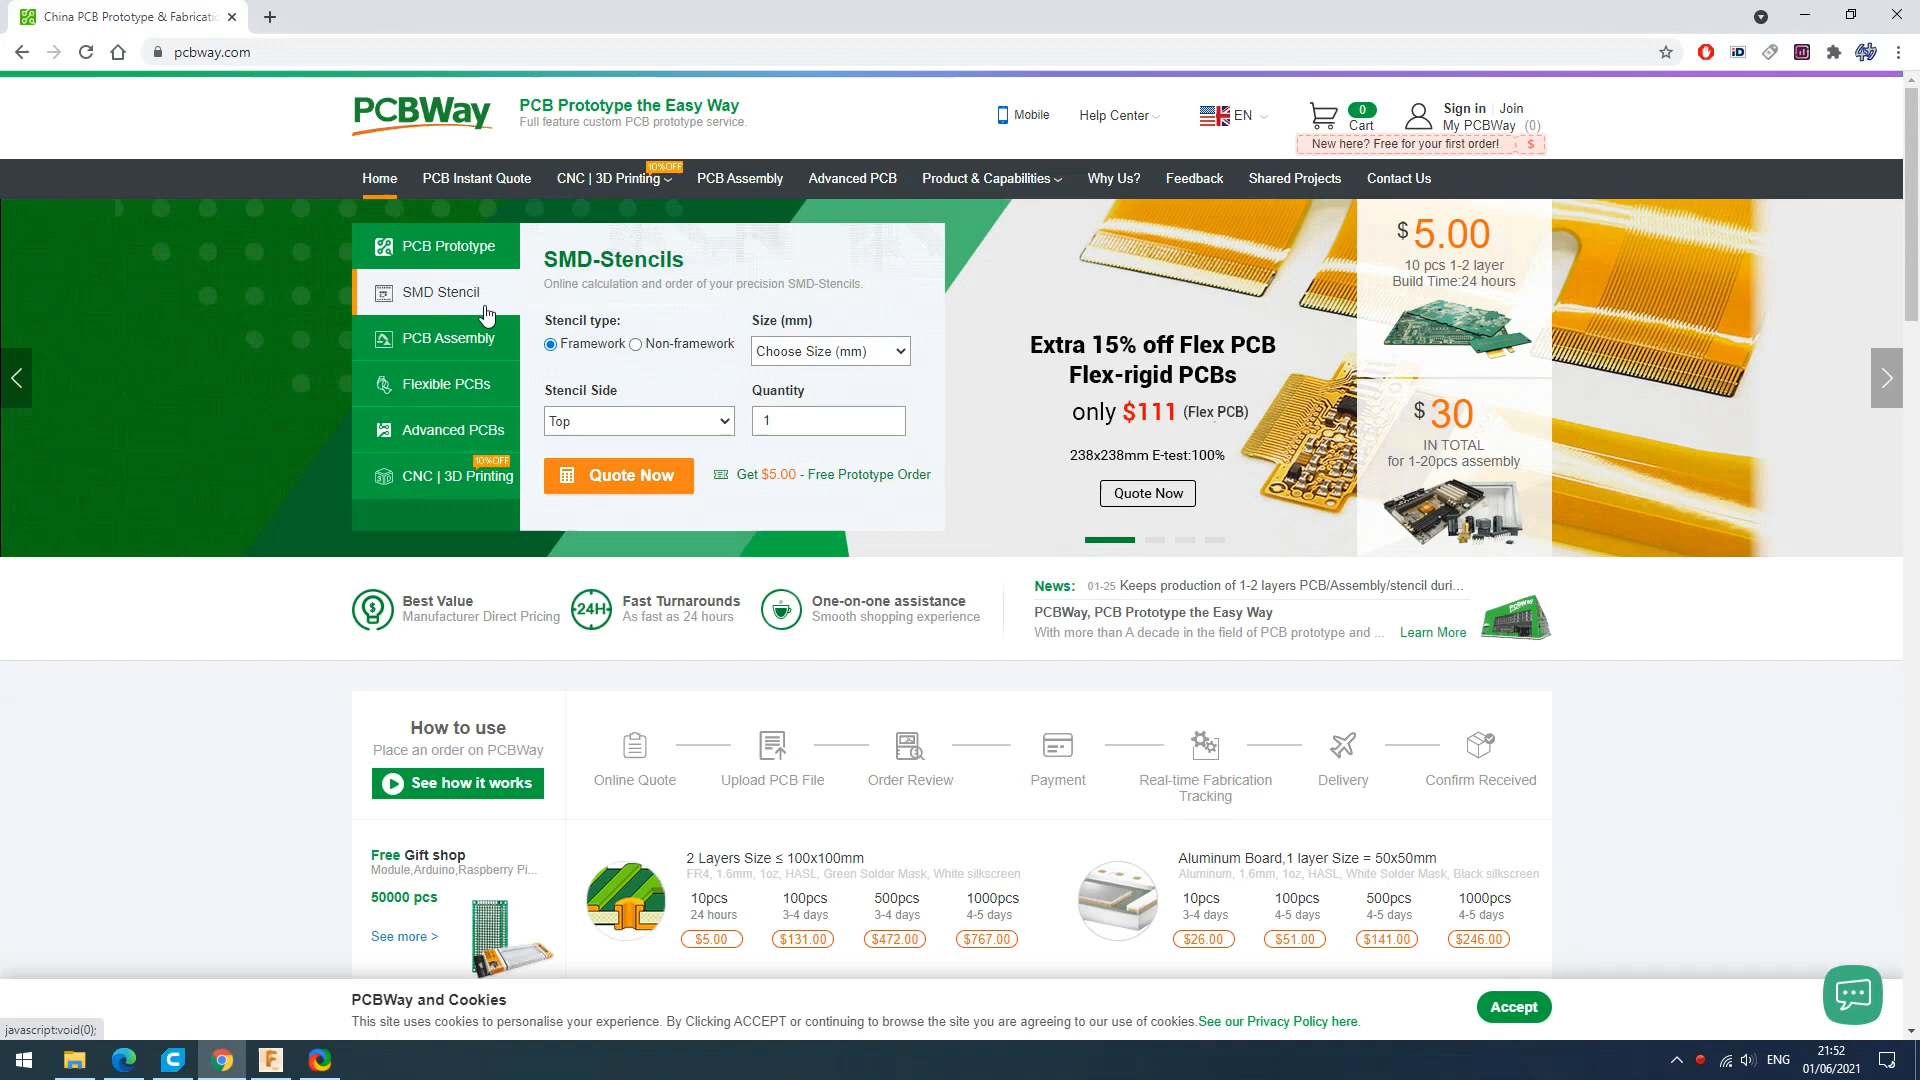 China PCB Prototype & Fabricatio
pcbway.com
PCBWay
PCB Prototype the Easy Way
Full feature custom PCB prototype service.
Mobile
Help Center
EN
0
Cart
Sign in | Join
My PCBWay (0)
New here? Free for your first order! $
Home
PCB Instant Quote
CNC | 3D Printing
10%OFF
PCB Assembly
Advanced PCB
Product & Capabilities
Why Us?
Feedback
Shared Projects
Contact Us
PCB Prototype
SMD Stencil
PCB Assembly
Flexible PCBs
Advanced PCBs
10%OFF
CNC | 3D Printing
SMD-Stencils
Online calculation and order of your precision SMD-Stencils.
Stencil type:
Framework Non-framework
Size (mm)
Choose Size (mm)
Stencil Side
Top
Quantity
1
Quote Now
Get $5.00 - Free Prototype Order
Extra 15% off Flex PCB
Flex-rigid PCBs
only $111 (Flex PCB)
238x238mm E-test:100%
Quote Now
$5.00
10 pcs 1-2 layer
Build Time:24 hours
$30
IN TOTAL
for 1-20pcs assembly
Best Value
Manufacturer Direct Pricing
24H
Fast Turnarounds
As fast as 24 hours
One-on-one assistance
Smooth shopping experience
News: 01-25 Keeps production of 1-2 layers PCB/Assembly/stencil duri...
PCBWay, PCB Prototype the Easy Way
With more than A decade in the field of PCB prototype and ... Learn More
How to use
Place an order on PCBWay
See how it works
Online Quote
Upload PCB File
Order Review
Payment
Real-time Fabrication
Tracking
Delivery
Confirm Received
Free Gift shop
Module,Arduino,Raspberry Pi...
50000 pcs
See more >
2 Layers Size ≤ 100x100mm
FR4, 1.6mm, 1oz, HASL, Green Solder Mask, White silkscreen
10pcs 100pcs 500pcs 1000pcs
24 hours 3-4 days 3-4 days 4-5 days
$5.00 $131.00 $472.00 $767.00
Aluminum Board,1 layer Size = 50x50mm
Aluminum, 1.6mm, 1oz, HASL, White Solder Mask, Black silkscreen
10pcs 100pcs 500pcs 1000pcs
3-4 days 4-5 days 4-5 days 4-5 days
$26.00 $51.00 $141.00 $246.00
PCBWay and Cookies
This site uses cookies to personalise your experience. By Clicking ACCEPT or continuing to browse the site you are agreeing to our use of cookies.See our Privacy Policy here.
Accept
javascript:void(0);
ENG
21:52
01/06/2021